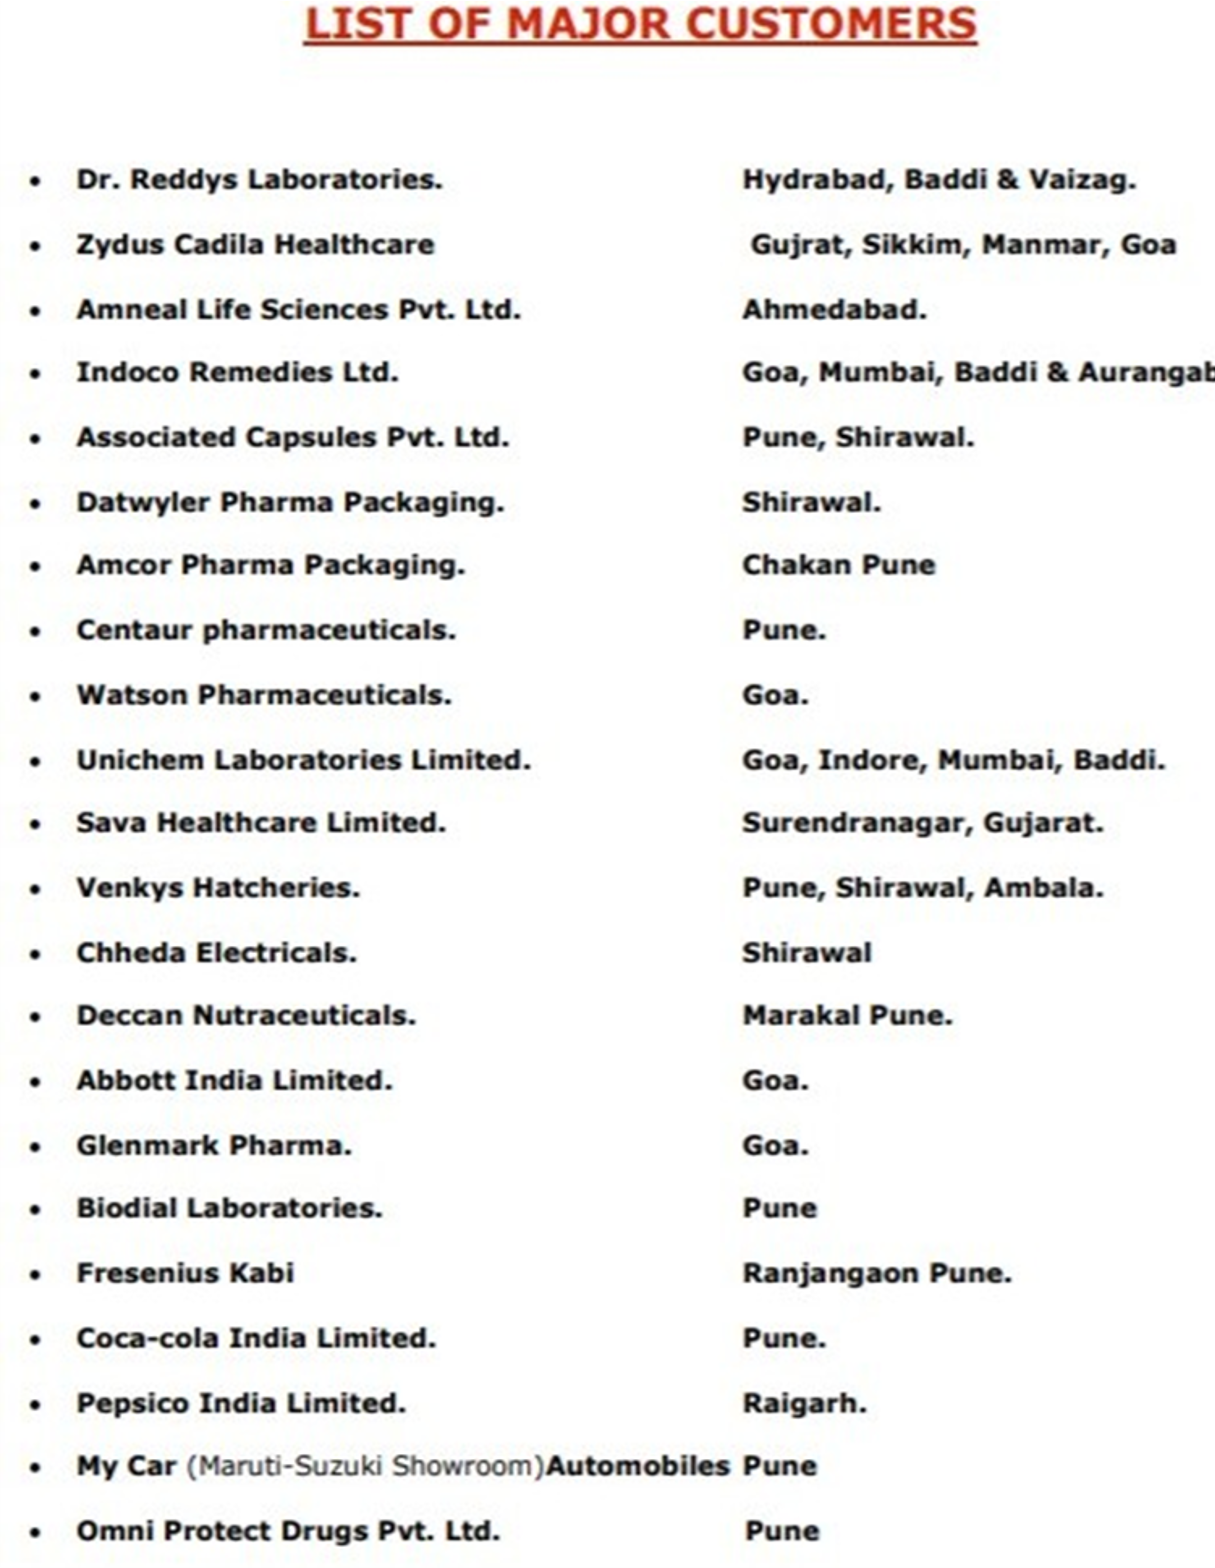 LIST OF MAJOR CUSTOMERS
• Dr. Reddys Laboratories. Hydrabad, Baddi & Vaizag.
• Zydus Cadila Healthcare Gujrat, Sikkim, Manmar, Goa
• Amneal Life Sciences Pvt. Ltd. Ahmedabad.
• Indoco Remedies Ltd. Goa, Mumbai, Baddi & Aurangab
• Associated Capsules Pvt. Ltd. Pune, Shirawal.
• Datwyler Pharma Packaging. Shirawal.
• Amcor Pharma Packaging. Chakan Pune
• Centaur pharmaceuticals. Pune.
• Watson Pharmaceuticals. Goa.
• Unichem Laboratories Limited. Goa, Indore, Mumbai, Baddi.
• Sava Healthcare Limited. Surendranagar, Gujarat.
• Venkys Hatcheries. Pune, Shirawal, Ambala.
• Chheda Electricals. Shirawal
• Deccan Nutraceuticals. Marakal Pune.
• Abbott India Limited. Goa.
• Glenmark Pharma. Goa.
• Biodial Laboratories. Pune
• Fresenius Kabi Ranjangaon Pune.
• Coca-cola India Limited. Pune.
• Pepsico India Limited. Raigarh.
• My Car (Maruti-Suzuki Showroom)Automobiles Pune
• Omni Protect Drugs Pvt. Ltd. Pune